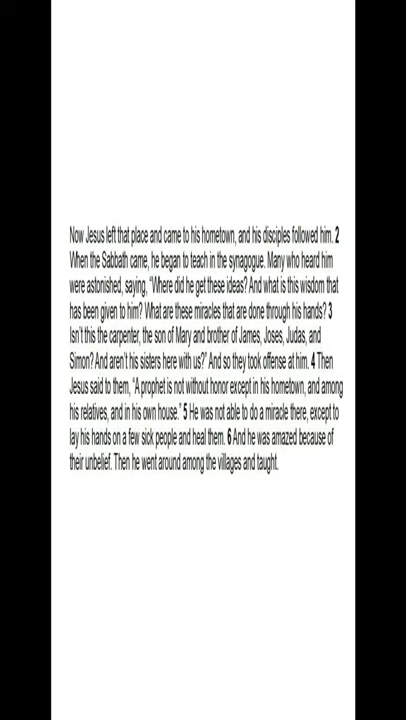 Now Jesus left that place and came to his hometown, and his disciples followed him. 2
When the Sabbath came, he began to teach in the synagogue. Many who heard him
were astonished, saying, “Where did he get these ideas? And what is this wisdom that
has been given to him? What are these miracles that are done through his hands? 3
Isn’t this the carpenter, the son of Mary and brother of James, Joses, Judas, and
Simon? And aren’t his sisters here with us?” And so they took offense at him. 4 Then
Jesus said to them, “A prophet is not without honor except in his hometown, and among
his relatives, and in his own house.” 5 He was not able to do a miracle there, except to
lay his hands on a few sick people and heal them. 6 And he was amazed because of
their unbelief. Then he went around among the villages and taught.